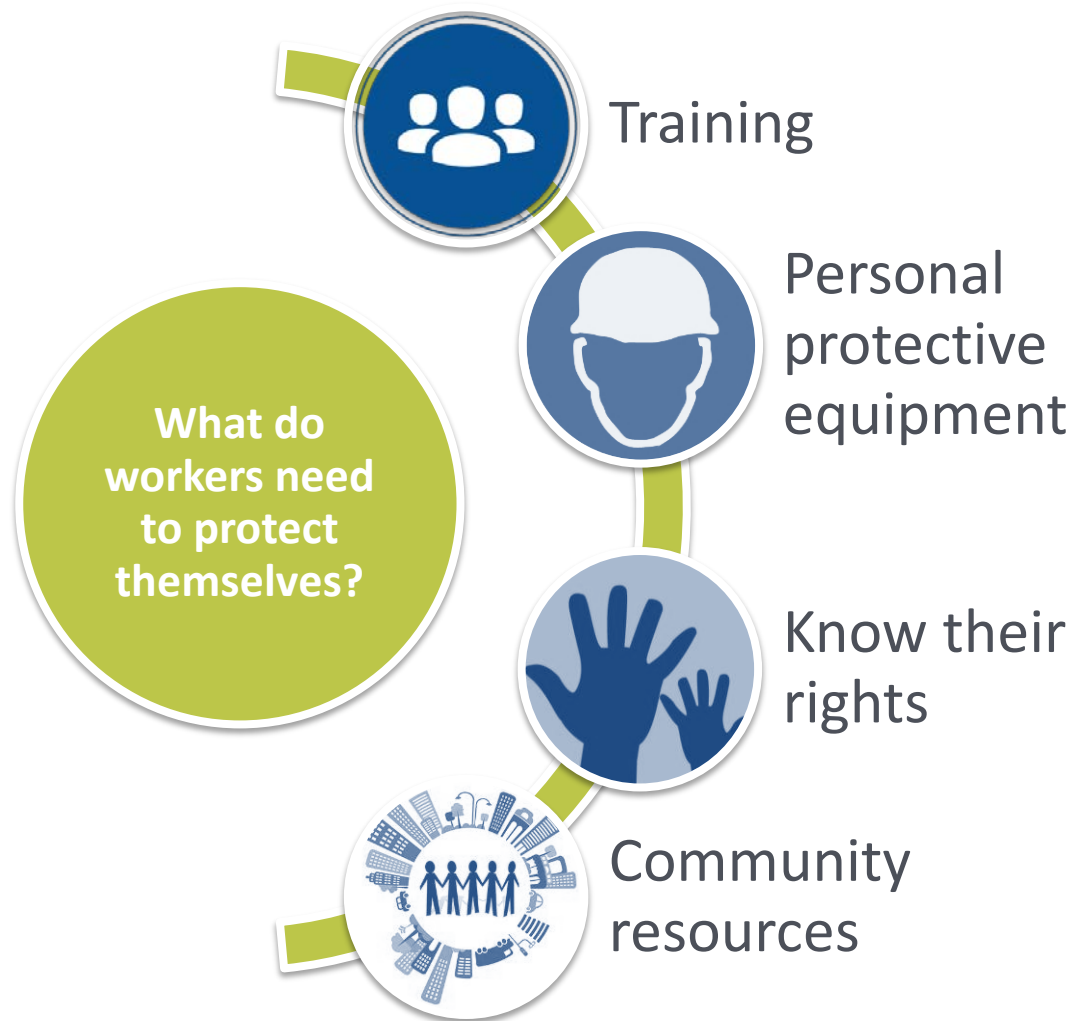 What do
workers need
to protect
themselves?
Training
Personal
protective
equipment
Know their
rights
Community
resources